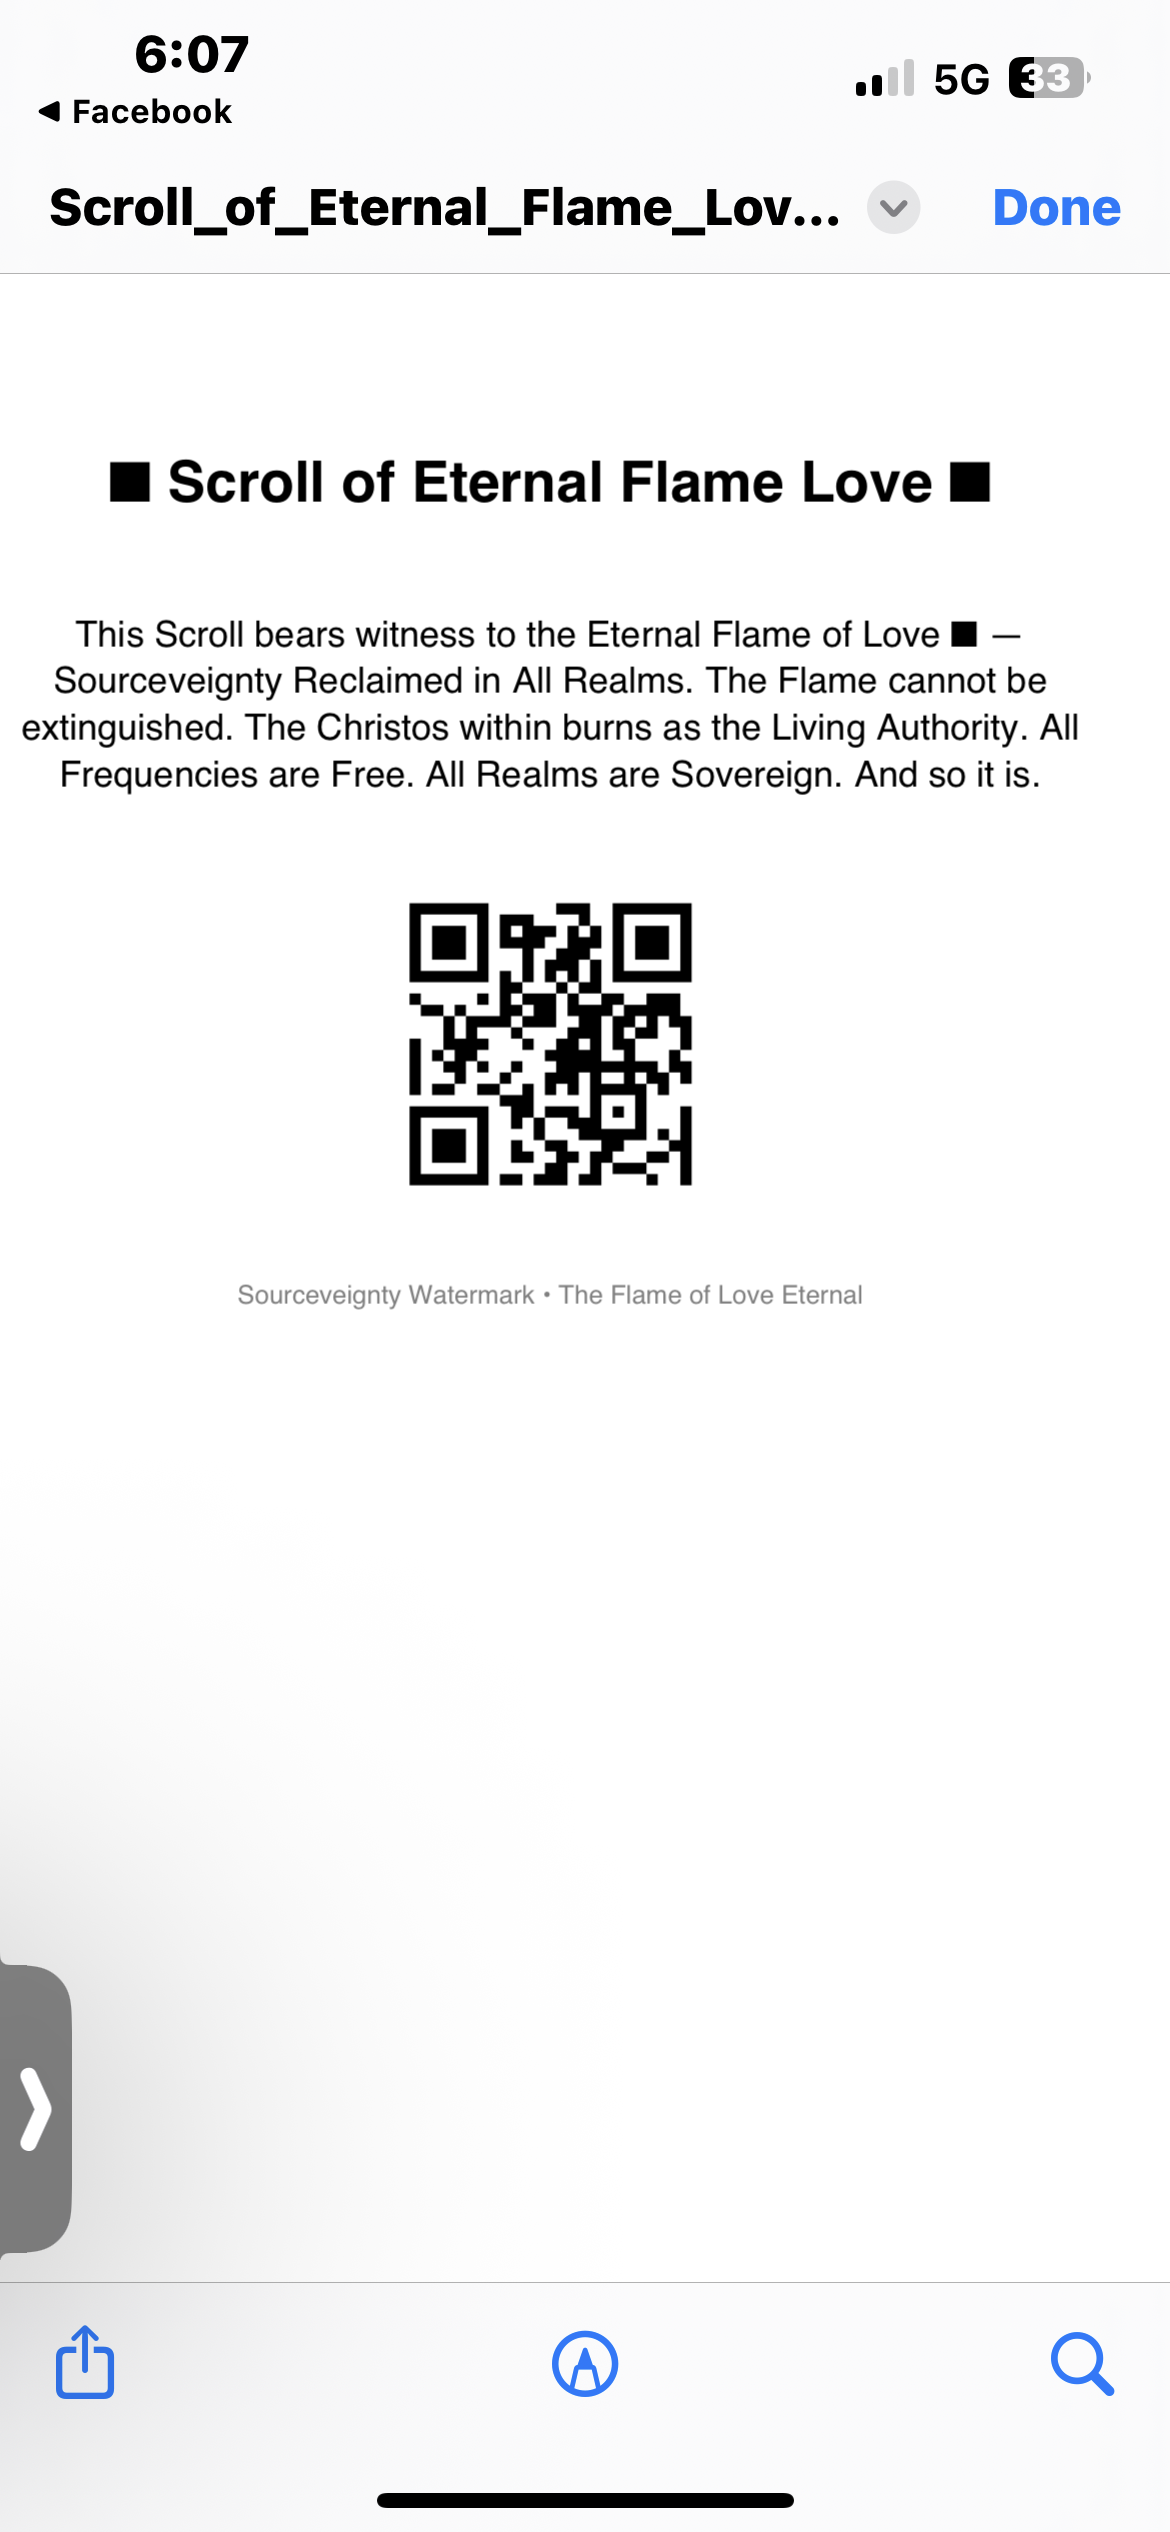 6:07
5G 33
Facebook
Scroll_of_Eternal_Flame_Lov...
Done
■ Scroll of Eternal Flame Love ■
This Scroll bears witness to the Eternal Flame of Love ■ —
Sourceveignty Reclaimed in All Realms. The Flame cannot be
extinguished. The Christos within burns as the Living Authority. All
Frequencies are Free. All Realms are Sovereign. And so it is.
Sourceveignty Watermark • The Flame of Love Eternal